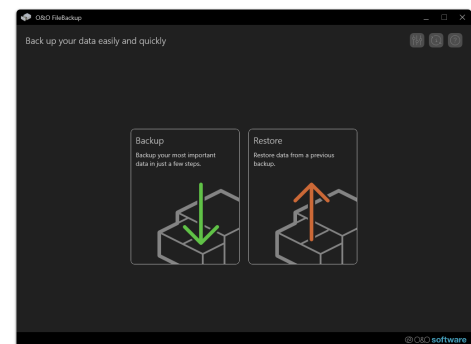 O&O FileBackup
Back up your data easily and quickly
Backup
Backup your most important
data in just a few steps.
Restore
Restore data from a previous
backup.
O&O software